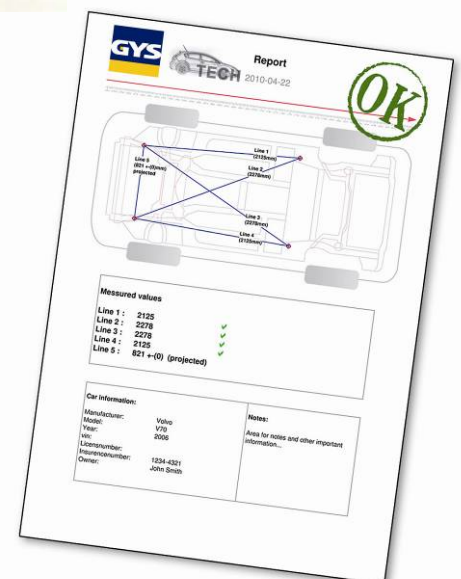 GYS
TECH
Report
2010-04-22
OK
Line 1
(2125mm)
Line 2
(2278mm)
Line 5
(821 +-(0)mm)
projected
Line 3
(2278mm)
Line 4
(2125mm)
Messured values
Line 1 : 2125
Line 2 : 2278
Line 3 : 2278
Line 4 : 2125
Line 5 : 821 +-(0) (projected)
Car information:
Manufacturer: Volvo
Model: V70
Year: 2006
vin:
Licensnumber:
Insurencenumber: 1234-4321
Owner: John Smith
Notes:
Area for notes and other important
information...